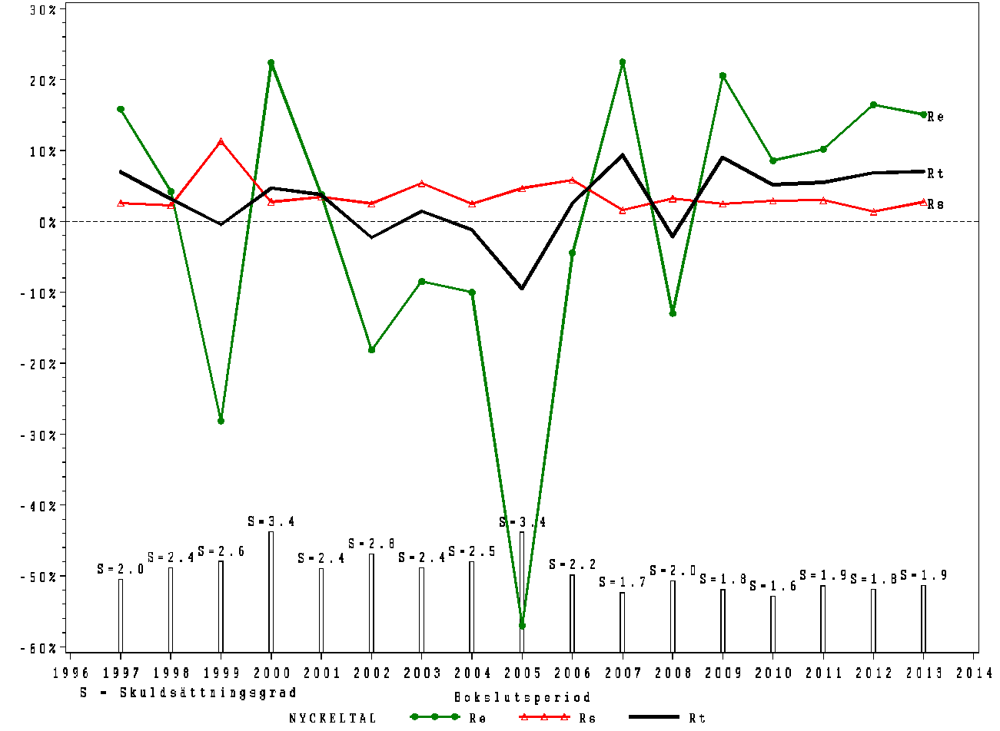 30%
20%
10%
0%
-10%
-20%
-30%
-40%
-50%
-60%
Re
Rt
Rs
S=2.0
S=2.4
S=2.6
S=3.4
S=2.4
S=2.8
S=2.4
S=2.5
S=3.4
S=2.2
S=1.7
S=2.0
S=1.8
S=1.6
S=1.9
S=1.8
S=1.9
1996 1997 1998 1999 2000 2001 2002 2003 2004 2005 2006 2007 2008 2009 2010 2011 2012 2013 2014
S = Skuldsättningsgrad
Bokslutsperiod
NYCKELTAL Re Rs Rt